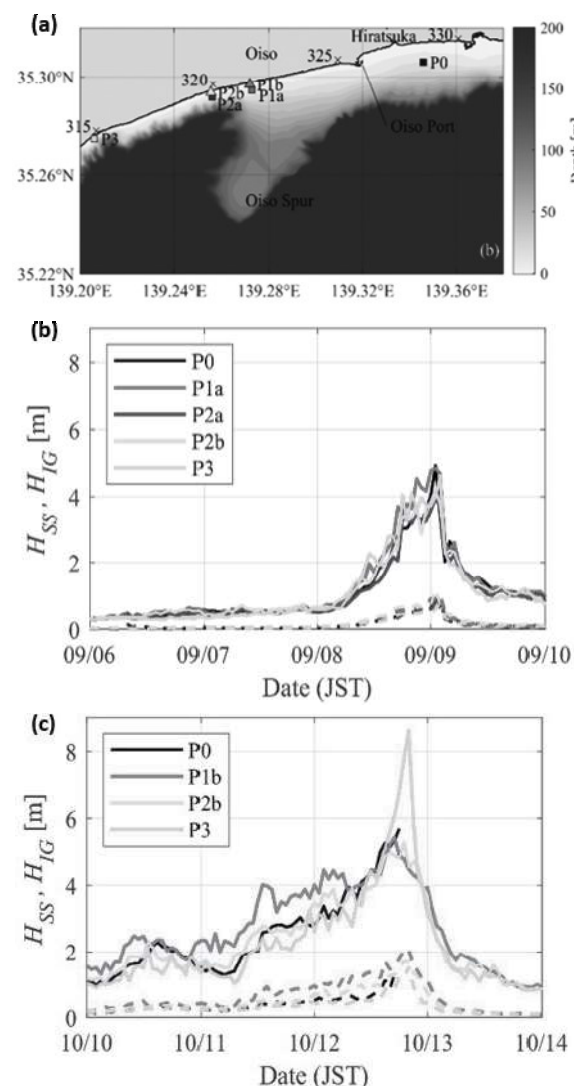 (a)
Hiratsuka 330
Oiso 325
35.30°N
320
P1b P0
P2b P1a
P2a
315
P3
Oiso Port
35.26°N
Oiso Spur
(b)
35.22°N
139.20°E 139.24°E 139.28°E 139.32°E 139.36°E
200
150
100
50
0
(b)
8
6
4
2
0
H_SS, H_IG [m]
P0
P1a
P2a
P2b
P3
09/06 09/07 09/08 09/09 09/10
Date (JST)
(c)
8
6
4
2
0
H_SS, H_IG [m]
P0
P1b
P2b
P3
10/10 10/11 10/12 10/13 10/14
Date (JST)